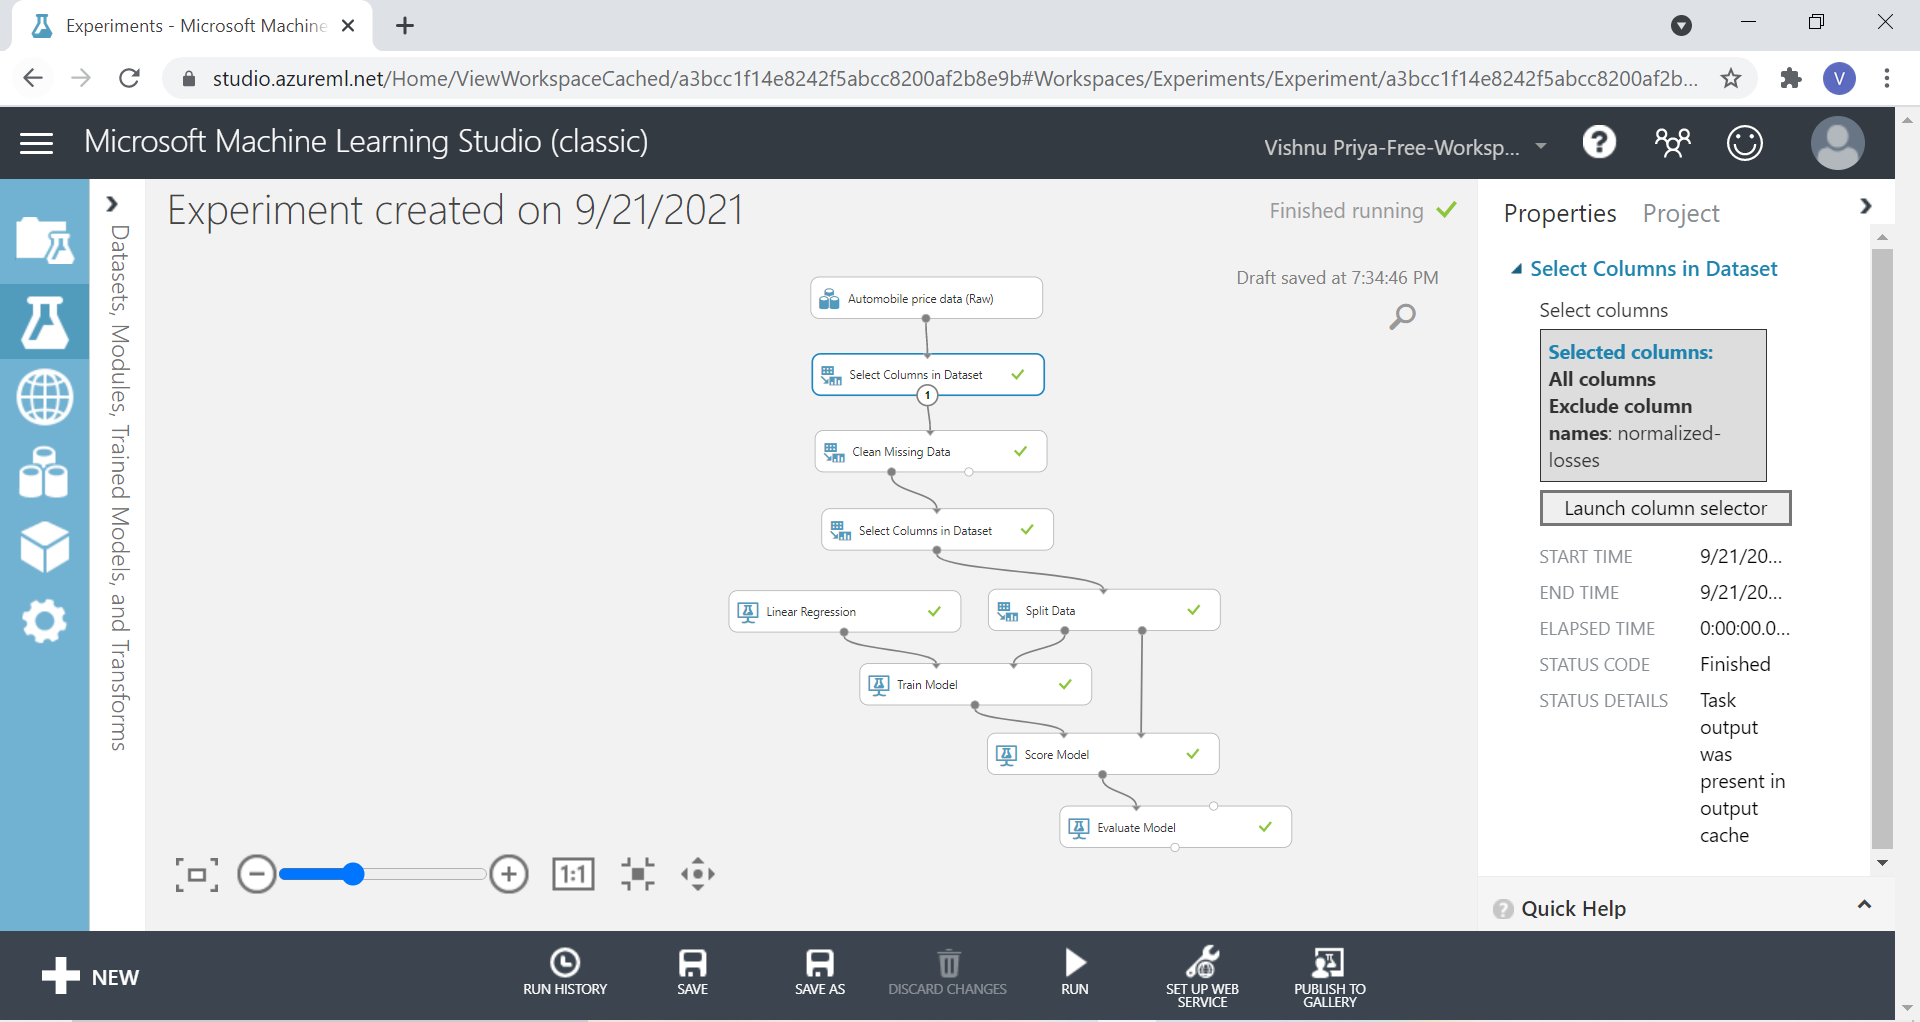 Experiments - Microsoft Machine
studio.azureml.net/Home/ViewWorkspaceCached/a3bcc1f14e8242f5abcc8200af2b8e9b#Workspaces/Experiments/Experiment/a3bcc1f14e8242f5abcc8200af2b...
V
Microsoft Machine Learning Studio (classic)
Vishnu Priya-Free-Worksp...
?
Datasets, Modules, Trained Models, and Transforms
Experiment created on 9/21/2021
Finished running
Draft saved at 7:34:46 PM
Automobile price data (Raw)
Select Columns in Dataset
1
Clean Missing Data
Select Columns in Dataset
Linear Regression
Split Data
Train Model
Score Model
Evaluate Model
1:1
Properties Project
Select Columns in Dataset
Select columns
Selected columns:
All columns
Exclude column
names: normalized-
losses
Launch column selector
START TIME 9/21/20...
END TIME 9/21/20...
ELAPSED TIME 0:00:00.0...
STATUS CODE Finished
STATUS DETAILS Task
output
was
present in
output
cache
? Quick Help
NEW
RUN HISTORY
SAVE
SAVE AS
DISCARD CHANGES
RUN
SET UP WEB
SERVICE
PUBLISH TO
GALLERY